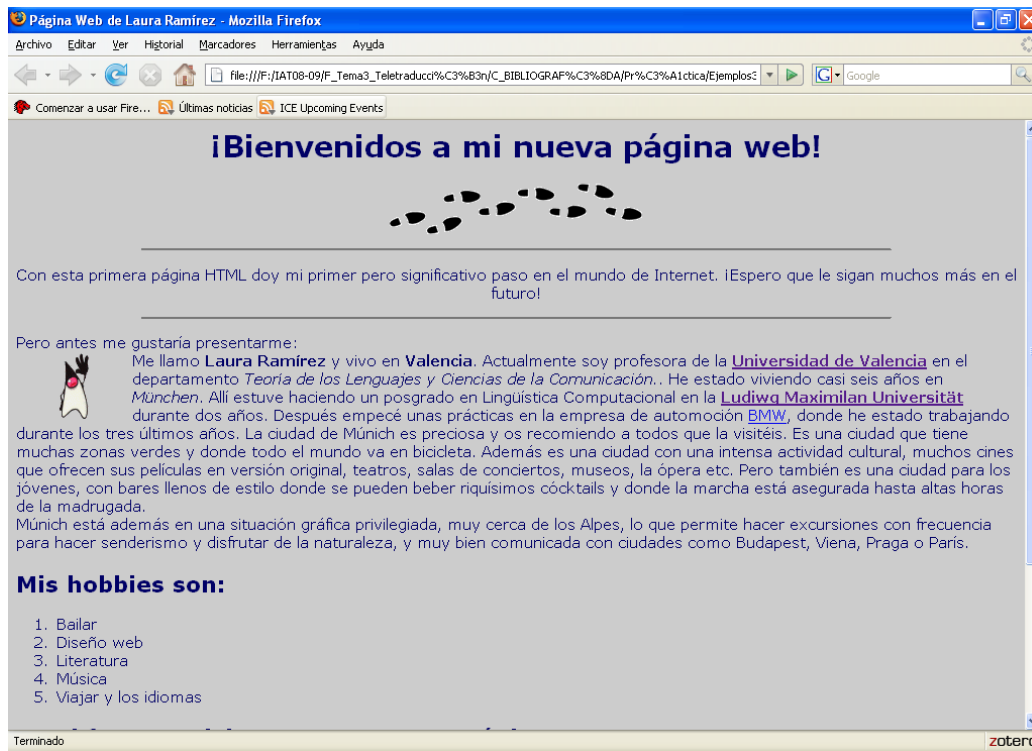 Página Web de Laura Ramírez - Mozilla Firefox
Archivo Editar Ver Historial Marcadores Herramientas Ayuda
file:///F:/IAT08-09/F_Tema3_Teletraducci%C3%B3n/C_BIBLIOGRAF%C3%8DA/Pr%C3%A1ctica/Ejemplos3 G Google
Comenzar a usar Fire... Últimas noticias ICE Upcoming Events
¡Bienvenidos a mi nueva página web!
Con esta primera página HTML doy mi primer pero significativo paso en el mundo de Internet. ¡Espero que le sigan muchos más en el
futuro!
Pero antes me gustaría presentarme:
Me llamo Laura Ramírez y vivo en Valencia. Actualmente soy profesora de la Universidad de Valencia en el
departamento Teoría de los Lenguajes y Ciencias de la Comunicación.. He estado viviendo casi seis años en
München. Allí estuve haciendo un posgrado en Lingüística Computacional en la Ludiwg Maximilan Universität
durante dos años. Después empecé unas prácticas en la empresa de automoción BMW, donde he estado trabajando
durante los tres últimos años. La ciudad de Múnich es preciosa y os recomiendo a todos que la visitéis. Es una ciudad que tiene
muchas zonas verdes y donde todo el mundo va en bicicleta. Además es una ciudad con una intensa actividad cultural, muchos cines
que ofrecen sus películas en versión original, teatros, salas de conciertos, museos, la ópera etc. Pero también es una ciudad para los
jóvenes, con bares llenos de estilo donde se pueden beber riquísimos cócktails y donde la marcha está asegurada hasta altas horas
de la madrugada.
Múnich está además en una situación gráfica privilegiada, muy cerca de los Alpes, lo que permite hacer excursiones con frecuencia
para hacer senderismo y disfrutar de la naturaleza, y muy bien comunicada con ciudades como Budapest, Viena, Praga o París.
Mis hobbies son:
1. Bailar
2. Diseño web
3. Literatura
4. Música
5. Viajar y los idiomas
Terminado zotero